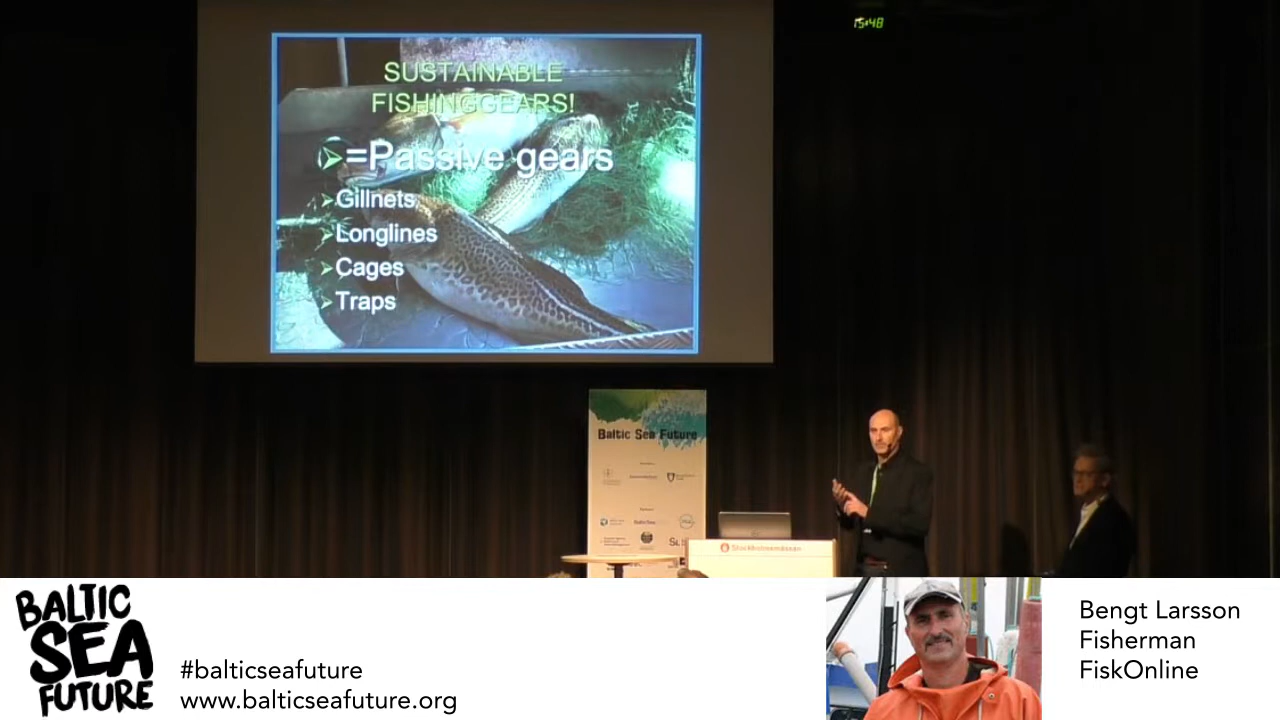 15:48
SUSTAINABLE
FISHINGGEARS!
=Passive gears
Gillnets
Longlines
Cages
Traps
Baltic Sea Future
Stockholmsmässan
BALTIC
SEA
FUTURE
#balticseafuture
www.balticseafuture.org
Bengt Larsson
Fisherman
FiskOnline